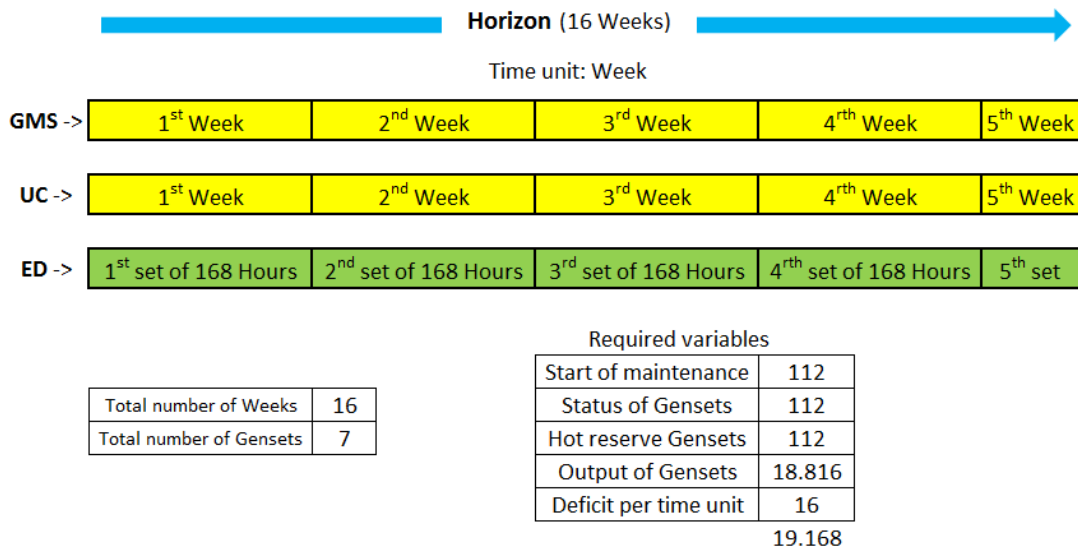 Horizon (16 Weeks)
Time unit: Week
GMS -> 1st Week 2nd Week 3rd Week 4rth Week 5th Week
UC -> 1st Week 2nd Week 3rd Week 4rth Week 5th Week
ED -> 1st set of 168 Hours 2nd set of 168 Hours 3rd set of 168 Hours 4rth set of 168 Hours 5th set
Total number of Weeks 16
Total number of Gensets 7
Required variables
Start of maintenance 112
Status of Gensets 112
Hot reserve Gensets 112
Output of Gensets 18.816
Deficit per time unit 16
19.168